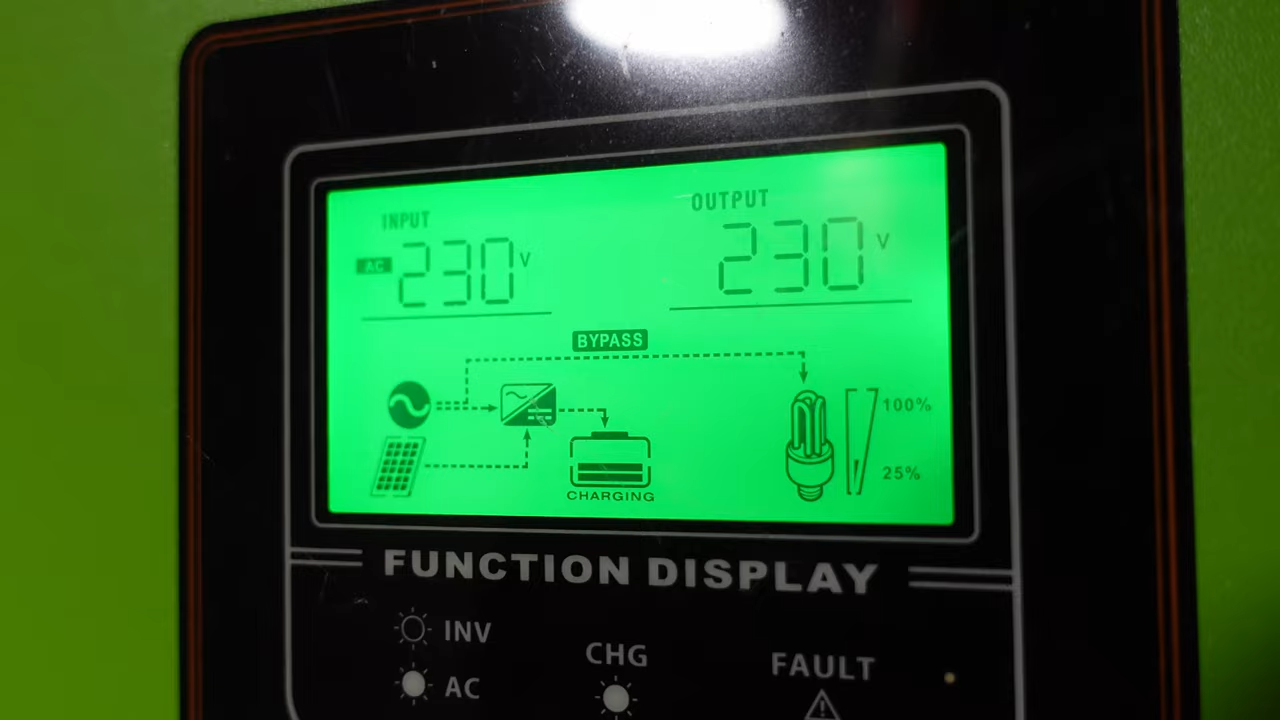 INPUT
OUTPUT
AC 230 V
230 V
BYPASS
100%
25%
CHARGING
FUNCTION DISPLAY
INV
CHG
FAULT
AC